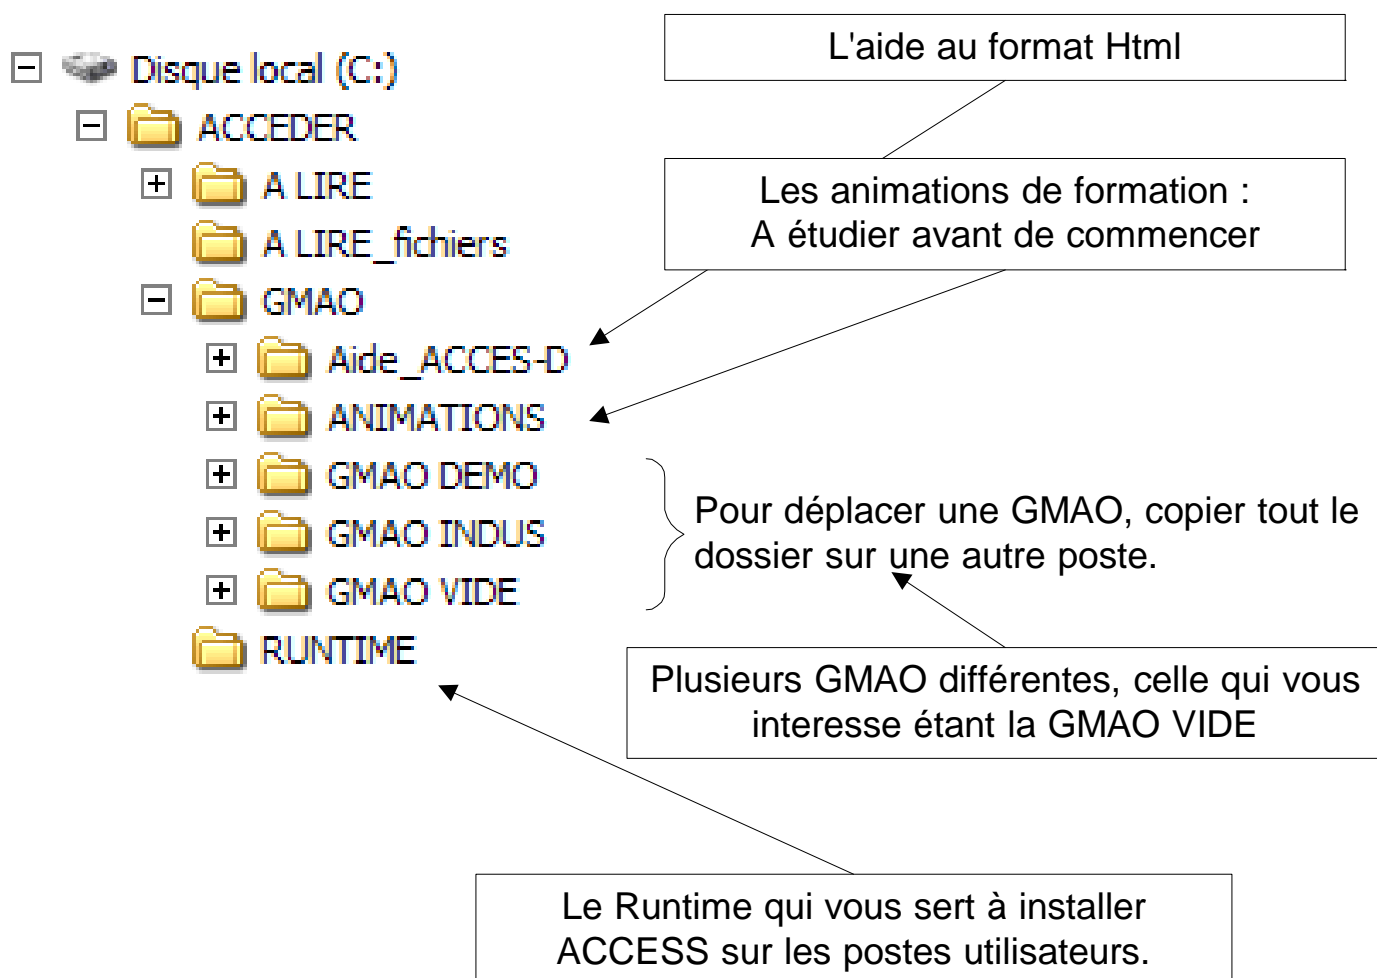 L'aide au format Html
Disque local (C:)
ACCEDER
A LIRE
A LIRE_fichiers
GMAO
Aide_ACCES-D
ANIMATIONS
GMAO DEMO
GMAO INDUS
GMAO VIDE
RUNTIME
Les animations de formation :
A étudier avant de commencer
Pour déplacer une GMAO, copier tout le
dossier sur une autre poste.
Plusieurs GMAO différentes, celle qui vous
interesse étant la GMAO VIDE
Le Runtime qui vous sert à installer
ACCESS sur les postes utilisateurs.